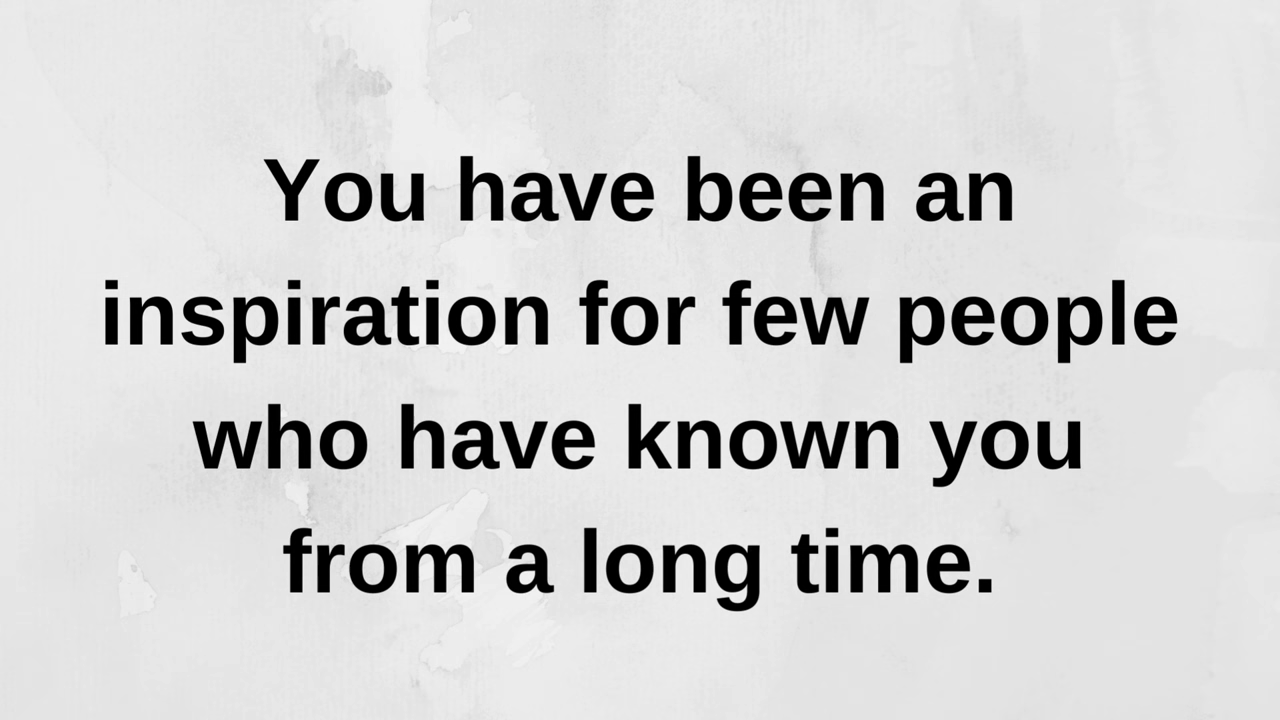 You have been an
inspiration for few people
who have known you
from a long time.